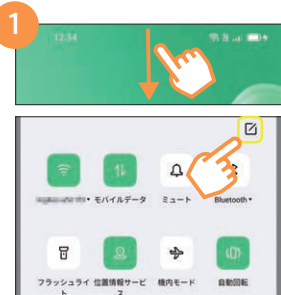 1
12:34
モバイルデータ
ミュート
Bluetooth
フラッシュライ
ト
位置情報サービ
ス
機内モード
自動回転